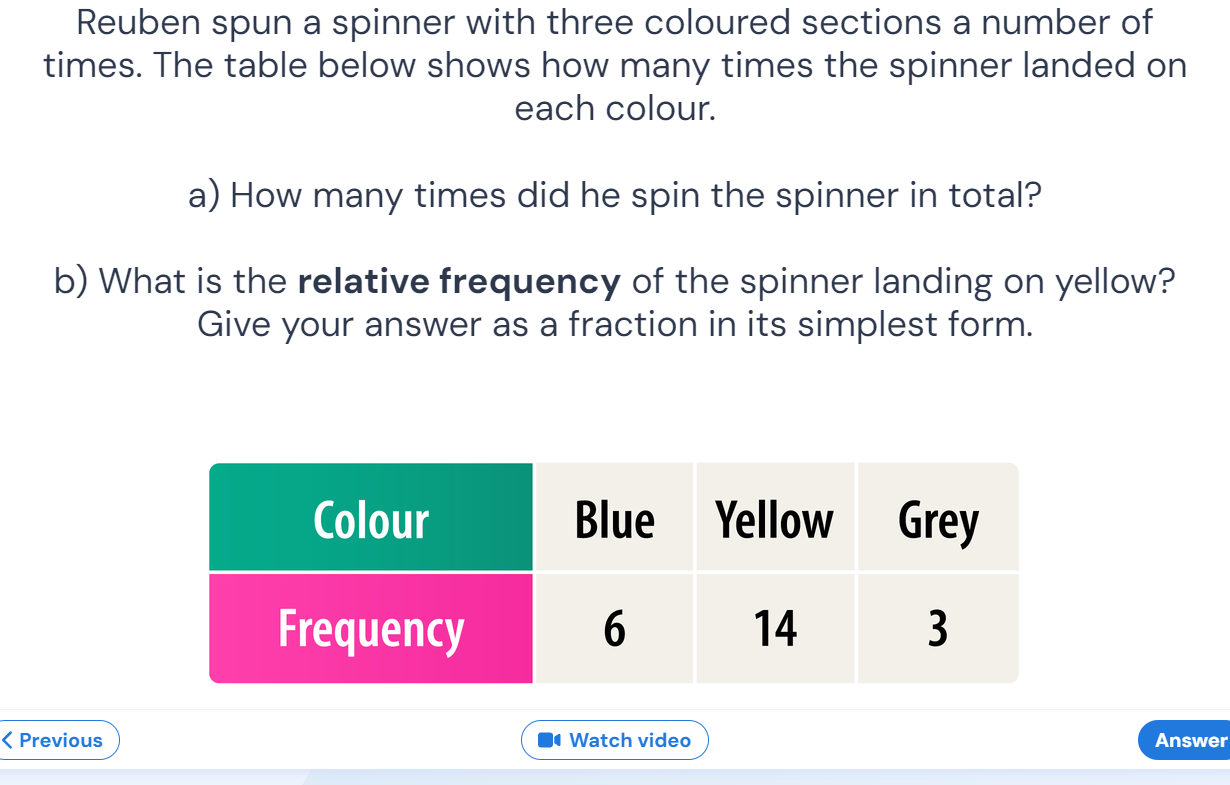 Reuben spun a spinner with three coloured sections a number of
times. The table below shows how many times the spinner landed on
each colour.
a) How many times did he spin the spinner in total?
b) What is the relative frequency of the spinner landing on yellow?
Give your answer as a fraction in its simplest form.
Colour Blue Yellow Grey
Frequency 6 14 3
Previous Watch video Answer